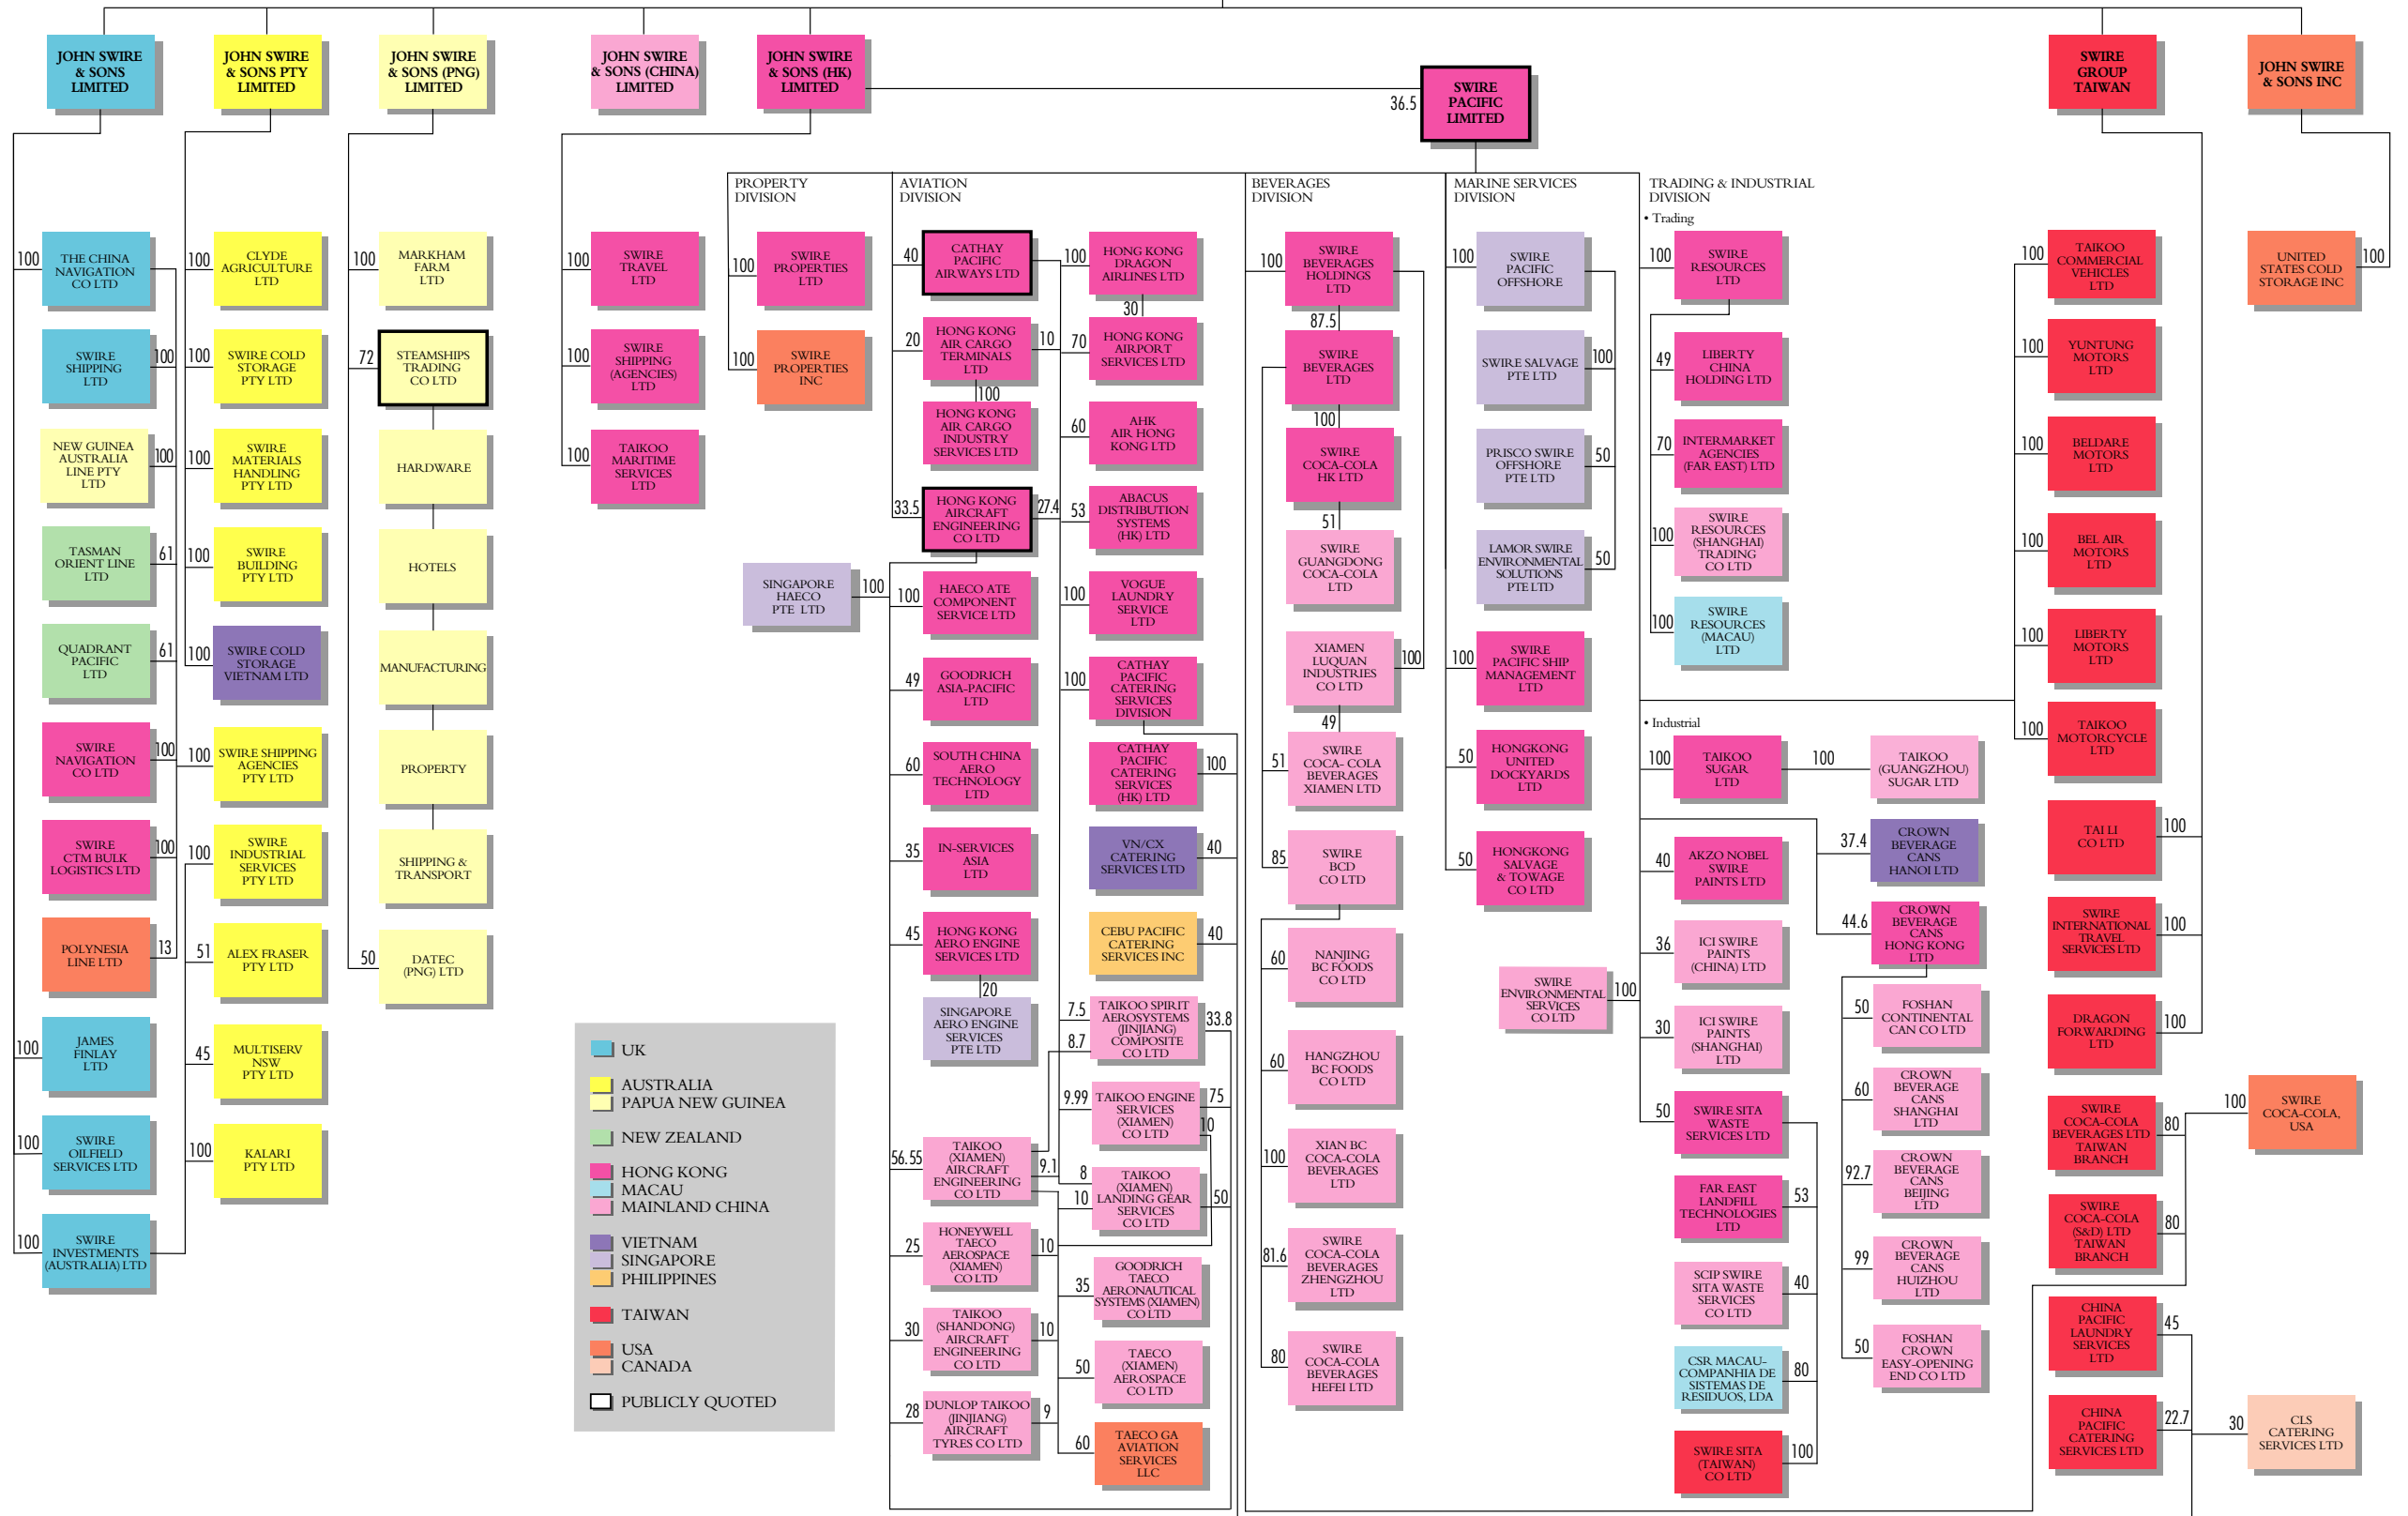 JOHN SWIRE
& SONS
LIMITED
JOHN SWIRE
& SONS PTY
LIMITED
JOHN SWIRE
& SONS (PNG)
LIMITED
JOHN SWIRE
& SONS (CHINA)
LIMITED
JOHN SWIRE
& SONS (HK)
LIMITED
36.5
SWIRE
PACIFIC
LIMITED
SWIRE
GROUP
TAIWAN
JOHN SWIRE
& SONS INC
100
THE CHINA
NAVIGATION
CO LTD
SWIRE
SHIPPING
LTD
100
NEW GUINEA
AUSTRALIA
LINE PTY
LTD
100
TASMAN
ORIENT LINE
LTD
61
QUADRANT
PACIFIC
LTD
61
SWIRE
NAVIGATION
CO LTD
100
SWIRE
CTM BULK
LOGISTICS LTD
100
POLYNESIA
LINE LTD
13
100
JAMES
FINLAY
LTD
100
SWIRE
OILFIELD
SERVICES LTD
100
SWIRE
INVESTMENTS
(AUSTRALIA) LTD
100
CLYDE
AGRICULTURE
LTD
100
SWIRE COLD
STORAGE
PTY LTD
100
SWIRE
MATERIALS
HANDLING
PTY LTD
100
SWIRE
BUILDING
PTY LTD
100
SWIRE COLD
STORAGE
VIETNAM LTD
100
SWIRE SHIPPING
AGENCIES
PTY LTD
100
SWIRE
INDUSTRIAL
SERVICES
PTY LTD
51
ALEX FRASER
PTY LTD
45
MULTISERV
NSW
PTY LTD
100
KALARI
PTY LTD
100
MARKHAM
FARM
LTD
72
STEAMSHIPS
TRADING
CO LTD
HARDWARE
HOTELS
MANUFACTURING
PROPERTY
SHIPPING &
TRANSPORT
50
DATEC
(PNG) LTD
100
SWIRE
TRAVEL
LTD
100
SWIRE
SHIPPING
(AGENCIES)
LTD
100
TAIKOO
MARITIME
SERVICES
LTD
UK
AUSTRALIA
PAPUA NEW GUINEA
NEW ZEALAND
HONG KONG
MACAU
MAINLAND CHINA
VIETNAM
SINGAPORE
PHILIPPINES
TAIWAN
USA
CANADA
PUBLICLY QUOTED
PROPERTY
DIVISION
100
SWIRE
PROPERTIES
LTD
100
SWIRE
PROPERTIES
INC
AVIATION
DIVISION
40
CATHAY
PACIFIC
AIRWAYS LTD
20
HONG KONG
AIR CARGO
TERMINALS
LTD
10
100
HONG KONG
AIR CARGO
INDUSTRY
SERVICES LTD
33.5
HONG KONG
AIRCRAFT
ENGINEERING
CO LTD
27.4
SINGAPORE
HAECO
PTE LTD
100
100
HAECO ATE
COMPONENT
SERVICE LTD
49
GOODRICH
ASIA-PACIFIC
LTD
60
SOUTH CHINA
AERO
TECHNOLOGY
LTD
35
IN-SERVICES
ASIA
LTD
45
HONG KONG
AERO ENGINE
SERVICES LTD
20
SINGAPORE
AERO ENGINE
SERVICES
PTE LTD
56.55
TAIKOO
(XIAMEN)
AIRCRAFT
ENGINEERING
CO LTD
9.1
25
HONEYWELL
TAECO
AEROSPACE
(XIAMEN)
CO LTD
10
30
TAIKOO
(SHANDONG)
AIRCRAFT
ENGINEERING
CO LTD
10
28
DUNLOP TAIKOO
(JINJIANG)
AIRCRAFT
TYRES CO LTD
9
100
HONG KONG
DRAGON
AIRLINES LTD
30
70
HONG KONG
AIRPORT
SERVICES LTD
60
AHK
AIR HONG
KONG LTD
53
ABACUS
DISTRIBUTION
SYSTEMS
(HK) LTD
100
VOGUE
LAUNDRY
SERVICE
LTD
100
CATHAY
PACIFIC
CATERING
SERVICES
DIVISION
CATHAY
PACIFIC
CATERING
SERVICES
(HK) LTD
100
VN/CX
CATERING
SERVICES LTD
40
CEBU PACIFIC
CATERING
SERVICES INC
40
7.5
8.7
TAIKOO SPIRIT
AEROSYSTEMS
(JINJIANG)
COMPOSITE
CO LTD
33.8
9.99
TAIKOO ENGINE
SERVICES
(XIAMEN)
CO LTD
75
10
8
10
TAIKOO
(XIAMEN)
LANDING GEAR
SERVICES
CO LTD
50
35
GOODRICH
TAECO
AERONAUTICAL
SYSTEMS (XIAMEN)
CO LTD
50
TAECO
(XIAMEN)
AEROSPACE
CO LTD
60
TAECO GA
AVIATION
SERVICES
LLC
BEVERAGES
DIVISION
100
SWIRE
BEVERAGES
HOLDINGS
LTD
87.5
SWIRE
BEVERAGES
LTD
100
SWIRE
COCA-COLA
HK LTD
51
SWIRE
GUANGDONG
COCA-COLA
LTD
XIAMEN
LUQUAN
INDUSTRIES
CO LTD
100
49
51
SWIRE
COCA- COLA
BEVERAGES
XIAMEN LTD
85
SWIRE
BCD
CO LTD
60
NANJING
BC FOODS
CO LTD
60
HANGZHOU
BC FOODS
CO LTD
100
XIAN BC
COCA-COLA
BEVERAGES
LTD
81.6
SWIRE
COCA-COLA
BEVERAGES
ZHENGZHOU
LTD
80
SWIRE
COCA-COLA
BEVERAGES
HEFEI LTD
MARINE SERVICES
DIVISION
100
SWIRE
PACIFIC
OFFSHORE
SWIRE SALVAGE
PTE LTD
100
PRISCO SWIRE
OFFSHORE
PTE LTD
50
LAMOR SWIRE
ENVIRONMENTAL
SOLUTIONS
PTE LTD
50
100
SWIRE
PACIFIC SHIP
MANAGEMENT
LTD
50
HONGKONG
UNITED
DOCKYARDS
LTD
50
HONGKONG
SALVAGE
& TOWAGE
CO LTD
TRADING & INDUSTRIAL
DIVISION
• Trading
100
SWIRE
RESOURCES
LTD
49
LIBERTY
CHINA
HOLDING LTD
70
INTERMARKET
AGENCIES
(FAR EAST) LTD
100
SWIRE
RESOURCES
(SHANGHAI)
TRADING
CO LTD
100
SWIRE
RESOURCES
(MACAU)
LTD
• Industrial
100
TAIKOO
SUGAR
LTD
100
TAIKOO
(GUANGZHOU)
SUGAR LTD
40
AKZO NOBEL
SWIRE
PAINTS LTD
36
ICI SWIRE
PAINTS
(CHINA) LTD
SWIRE
ENVIRONMENTAL
SERVICES
CO LTD
100
30
ICI SWIRE
PAINTS
(SHANGHAI)
LTD
50
SWIRE SITA
WASTE
SERVICES LTD
FAR EAST
LANDFILL
TECHNOLOGIES
LTD
53
SCIP SWIRE
SITA WASTE
SERVICES
CO LTD
40
CSR MACAU-
COMPANHIA DE
SISTEMAS DE
RESIDUOS, LDA
80
SWIRE SITA
(TAIWAN)
CO LTD
100
37.4
CROWN
BEVERAGE
CANS
HANOI LTD
44.6
CROWN
BEVERAGE
CANS
HONG KONG
LTD
50
FOSHAN
CONTINENTAL
CAN CO LTD
60
CROWN
BEVERAGE
CANS
SHANGHAI
LTD
92.7
CROWN
BEVERAGE
CANS
BEIJING
LTD
99
CROWN
BEVERAGE
CANS
HUIZHOU
LTD
50
FOSHAN
CROWN
EASY-OPENING
END CO LTD
100
TAIKOO
COMMERCIAL
VEHICLES
LTD
100
YUNTUNG
MOTORS
LTD
100
BELDARE
MOTORS
LTD
100
BEL AIR
MOTORS
LTD
100
LIBERTY
MOTORS
LTD
100
TAIKOO
MOTORCYCLE
LTD
TAI LI
CO LTD
100
SWIRE
INTERNATIONAL
TRAVEL
SERVICES LTD
100
DRAGON
FORWARDING
LTD
100
SWIRE
COCA-COLA
BEVERAGES LTD
TAIWAN
BRANCH
80
SWIRE
COCA-COLA
(S&D) LTD
TAIWAN
BRANCH
80
CHINA
PACIFIC
LAUNDRY
SERVICES
LTD
45
CHINA
PACIFIC
CATERING
SERVICES LTD
22.7
UNITED
STATES COLD
STORAGE INC
100
100
SWIRE
COCA-COLA,
USA
30
CLS
CATERING
SERVICES LTD